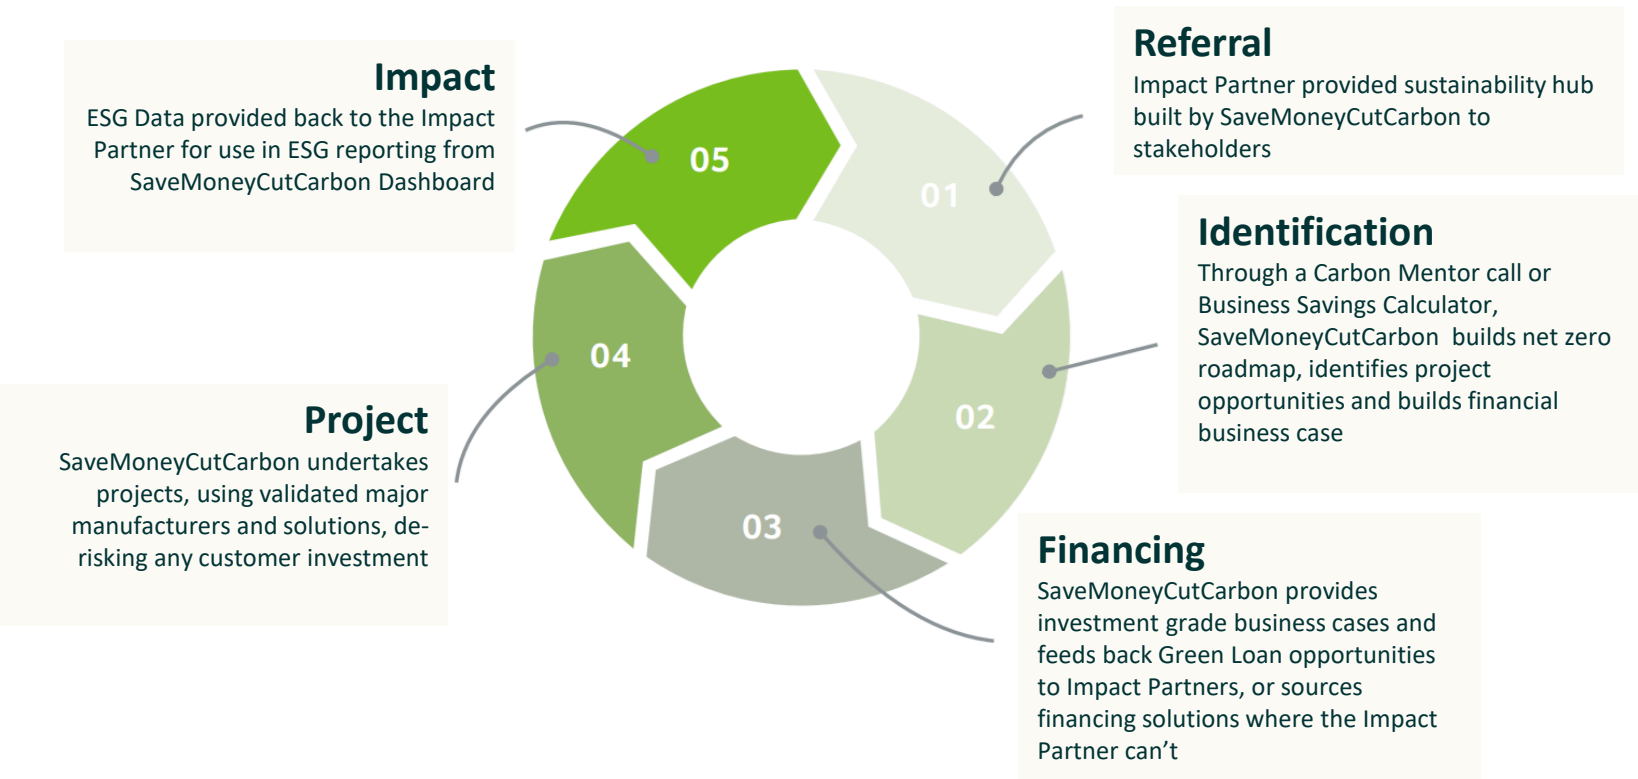 Referral
Impact Partner provided sustainability hub
built by SaveMoneyCutCarbon to
stakeholders
01
Identification
Through a Carbon Mentor call or
Business Savings Calculator,
SaveMoneyCutCarbon  builds net zero
roadmap, identifies project
opportunities and builds financial
business case
02
Financing
SaveMoneyCutCarbon provides
investment grade business cases and
feeds back Green Loan opportunities
to Impact Partners, or sources
financing solutions where the Impact
Partner can’t
03
Project
SaveMoneyCutCarbon undertakes
projects, using validated major
manufacturers and solutions, de-
risking any customer investment
04
Impact
ESG Data provided back to the Impact
Partner for use in ESG reporting from
SaveMoneyCutCarbon Dashboard
05